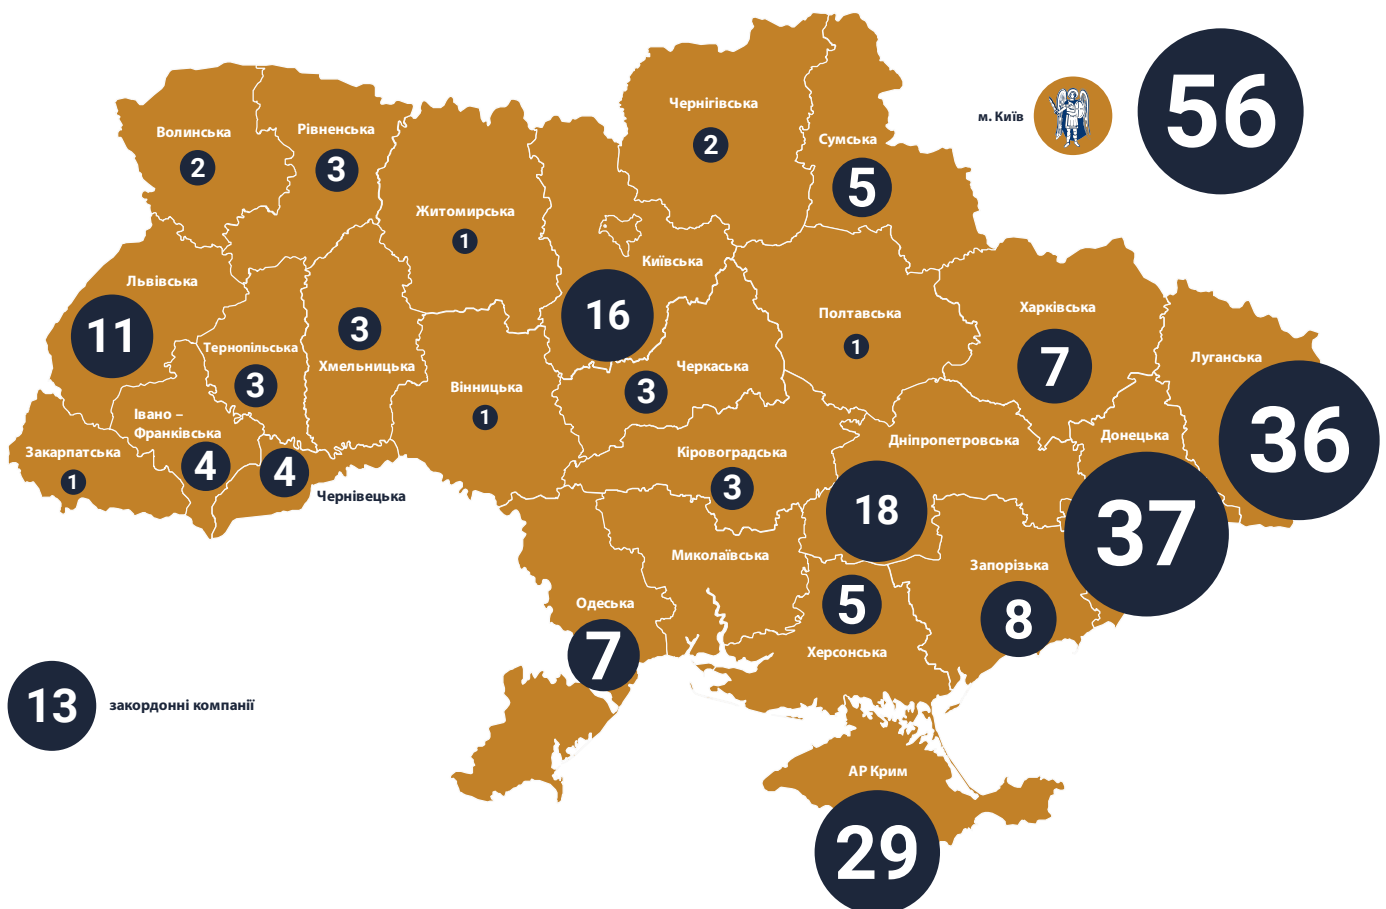 м. Київ
56
Чернігівська
2
Сумська
5
Волинська
2
Рівненська
3
Житомирська
1
Київська
16
Львівська
11
Тернопільська
3
3
Хмельницька
Вінницька
1
Черкаська
3
Полтавська
1
Харківська
7
Луганська
36
Івано –
Франківська
4
Закарпатська
1
4
Чернівецька
Кіровоградська
3
Дніпропетровська
18
Донецька
37
Миколаївська
Запорізька
8
Одеська
7
5
Херсонська
13
закордонні компанії
АР Крим
29